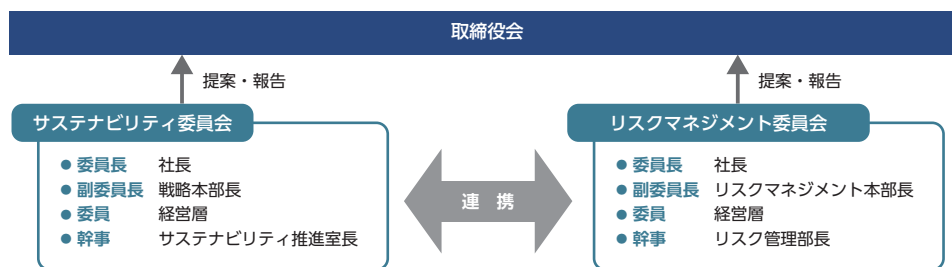 取締役会
提案・報告
提案・報告
サステナビリティ委員会
● 委員長 社長
● 副委員長 戦略本部長
● 委員 経営層
● 幹事 サステナビリティ推進室長
連 携
リスクマネジメント委員会
● 委員長 社長
● 副委員長 リスクマネジメント本部長
● 委員 経営層
● 幹事 リスク管理部長